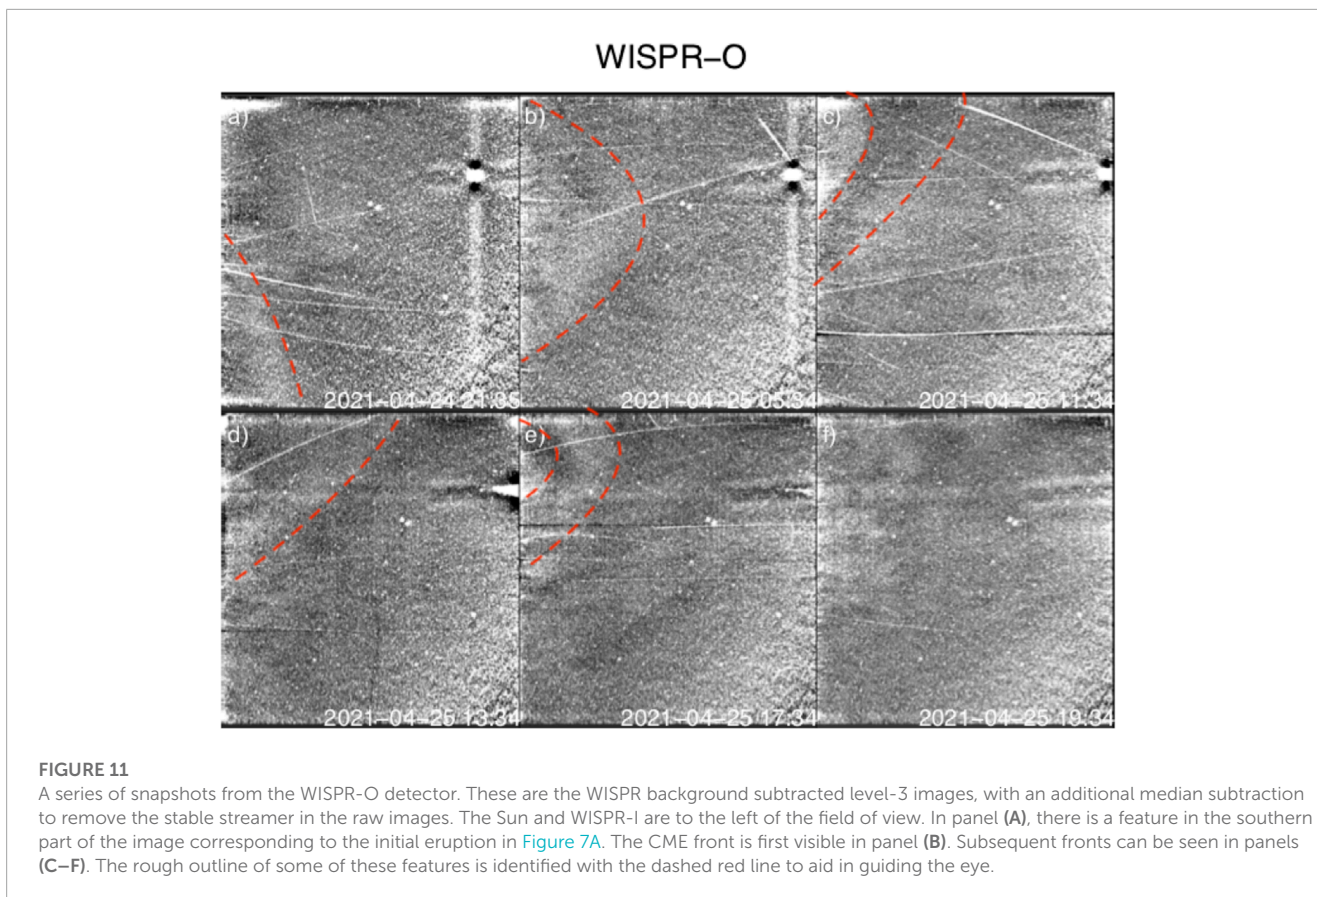 WISPR–O
a)
b)
c)
2021-04-24 21:35
2021-04-25 05:34
2021-04-25 11:34
d)
e)
f)
2021-04-25 13:34
2021-04-25 17:34
2021-04-25 19:34
FIGURE 11
A series of snapshots from the WISPR-O detector. These are the WISPR background subtracted level-3 images, with an additional median subtraction
to remove the stable streamer in the raw images. The Sun and WISPR-I are to the left of the field of view. In panel (A), there is a feature in the southern
part of the image corresponding to the initial eruption in Figure 7A. The CME front is first visible in panel (B). Subsequent fronts can be seen in panels
(C–F). The rough outline of some of these features is identified with the dashed red line to aid in guiding the eye.